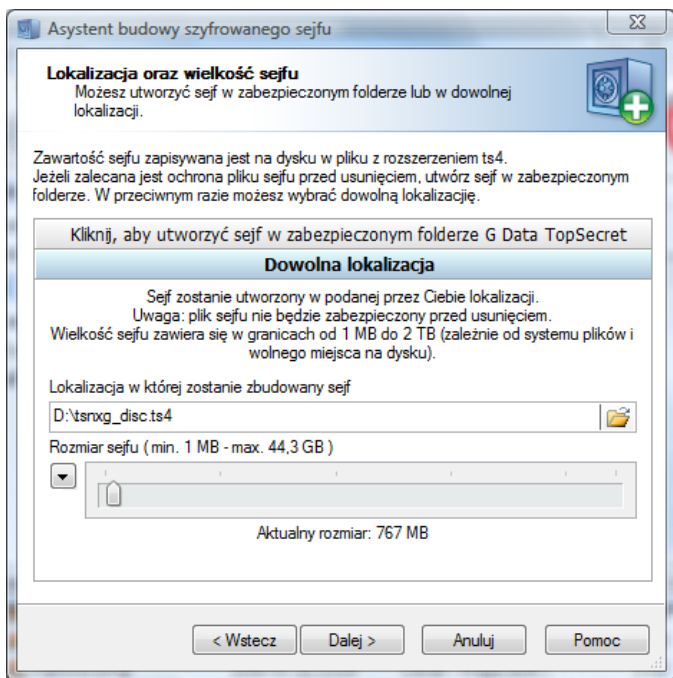 Asystent budowy szyfrowanego sejfu
Lokalizacja oraz wielkość sejfu
Możesz utworzyć sejf w zabezpieczonym folderze lub w dowolnej
lokalizacji.
Zawartość sejfu zapisywana jest na dysku w pliku z rozszerzeniem ts4.
Jeżeli zalecana jest ochrona pliku sejfu przed usunięciem, utwórz sejf w zabezpieczonym
folderze. W przeciwnym razie możesz wybrać dowolną lokalizacjię.
Kliknij, aby utworzyć sejf w zabezpieczonym folderze G Data TopSecret
Dowolna lokalizacja
Sejf zostanie utworzony w podanej przez Ciebie lokalizacji.
Uwaga: plik sejfu nie będzie zabezpieczony przed usunięciem.
Wielkość sejfu zawiera się w granicach od 1 MB do 2 TB (zależnie od systemu plików i
wolnego miejsca na dysku).
Lokalizacja w której zostanie zbudowany sejf
D:\tsnxg_disc.ts4
Rozmiar sejfu ( min. 1 MB - max. 44,3 GB )
Aktualny rozmiar: 767 MB
< Wstecz
Dalej >
Anuluj
Pomoc